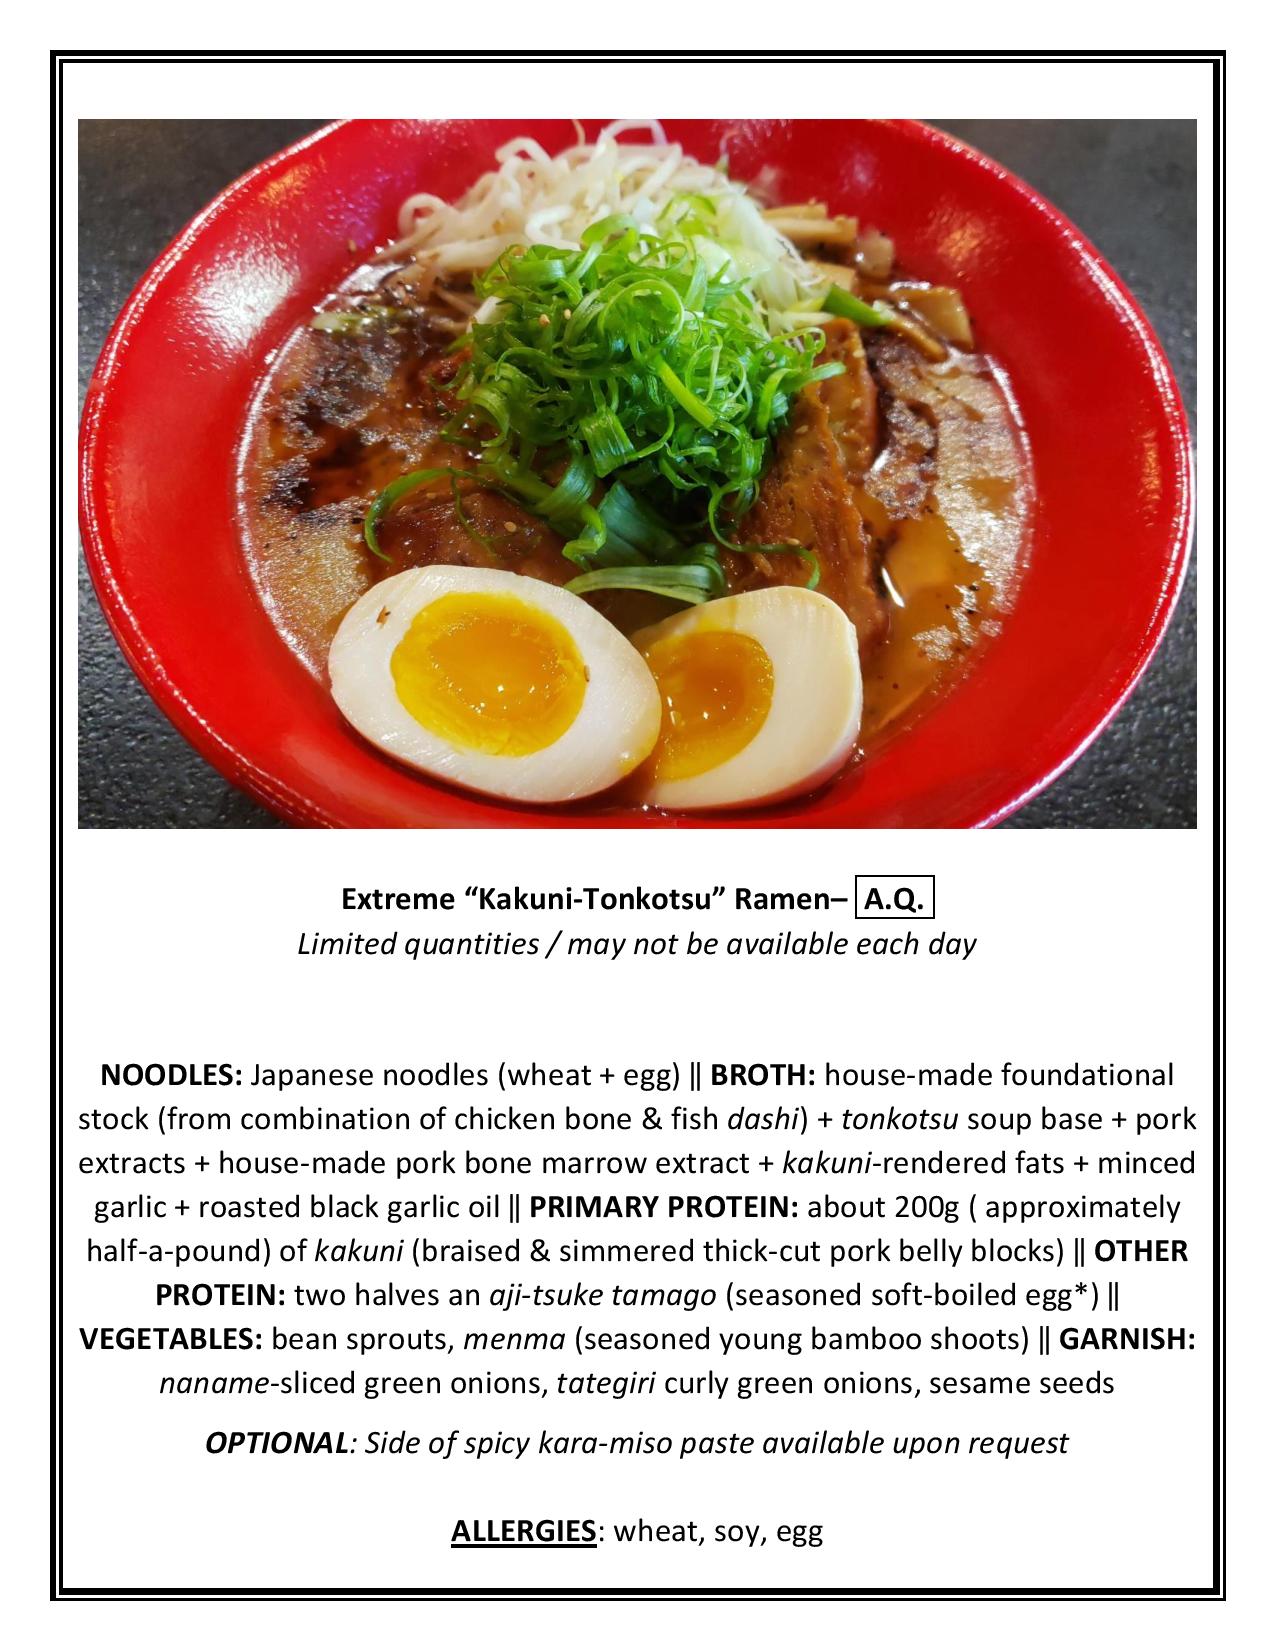 Extreme “Kakuni-Tonkotsu” Ramen– A.Q.
Limited quantities / may not be available each day
NOODLES: Japanese noodles (wheat + egg) ‖ BROTH: house-made foundational
stock (from combination of chicken bone & fish dashi) + tonkotsu soup base + pork
extracts + house-made pork bone marrow extract + kakuni-rendered fats + minced
garlic + roasted black garlic oil ‖ PRIMARY PROTEIN: about 200g ( approximately
half-a-pound) of kakuni (braised & simmered thick-cut pork belly blocks) ‖ OTHER
PROTEIN: two halves an aji-tsuke tamago (seasoned soft-boiled egg*) ‖
VEGETABLES: bean sprouts, menma (seasoned young bamboo shoots) ‖ GARNISH:
naname-sliced green onions, tategiri curly green onions, sesame seeds
OPTIONAL: Side of spicy kara-miso paste available upon request
ALLERGIES: wheat, soy, egg